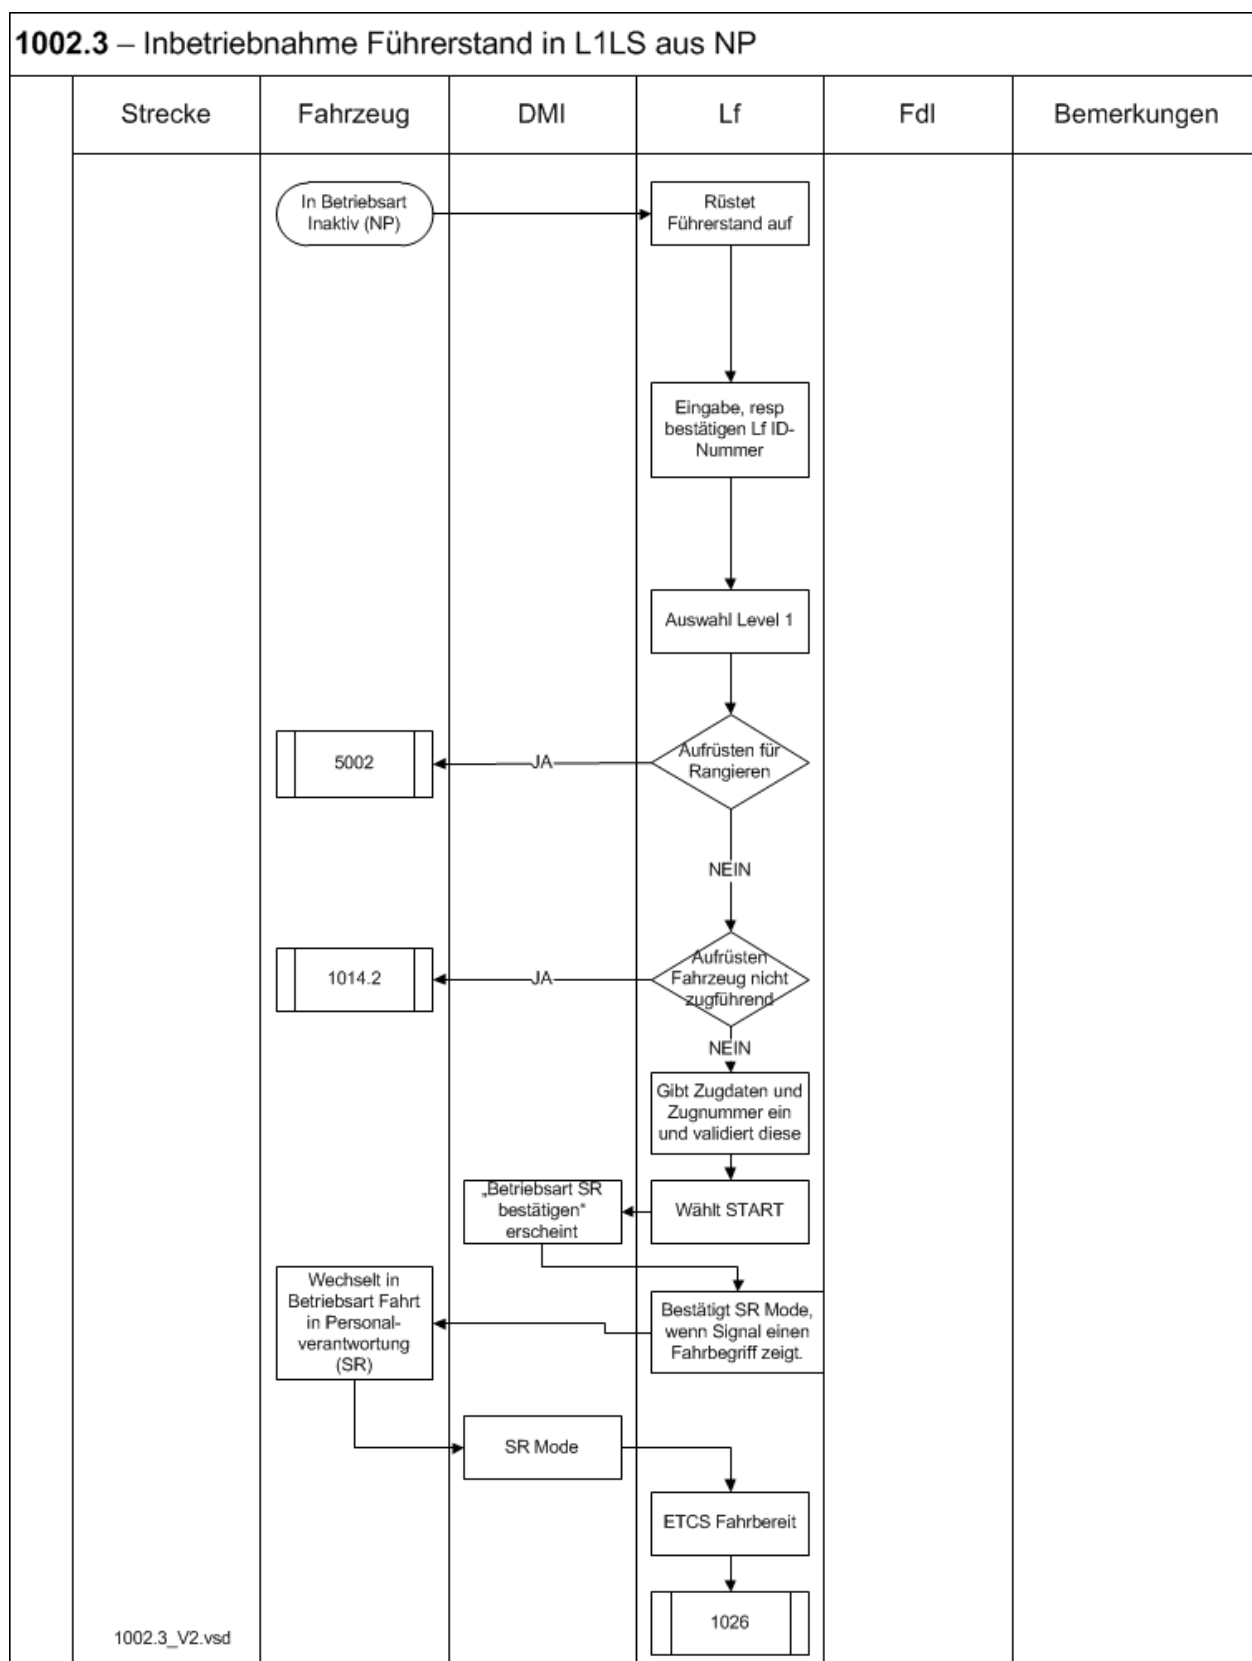 1002.3 – Inbetriebnahme Führerstand in L1LS aus NP
Strecke
Fahrzeug
DMI
Lf
Fdl
Bemerkungen
In Betriebsart
Inaktiv (NP)
Rüstet
Führerstand auf
Eingabe, resp
bestätigen Lf ID-
Nummer
Auswahl Level 1
Aufrüsten für
Rangieren
JA
5002
NEIN
Aufrüsten
Fahrzeug nicht
zugführend
JA
1014.2
NEIN
Gibt Zugdaten und
Zugnummer ein
und validiert diese
Wählt START
„Betriebsart SR
bestätigen“
erscheint
Bestätigt SR Mode,
wenn Signal einen
Fahrbegriff zeigt.
Wechselt in
Betriebsart Fahrt
in Personal-
verantwortung
(SR)
SR Mode
ETCS Fahrbereit
1026
1002.3_V2.vsd